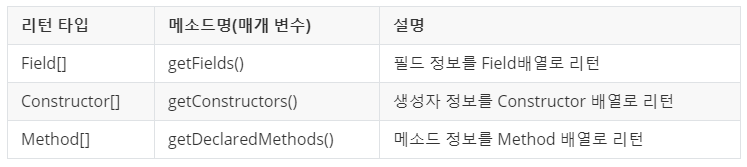 리턴 타입 메소드명(매개 변수) 설명
Field[] getFields() 필드 정보를 Field배열로 리턴
Constructor[] getConstructors() 생성자 정보를 Constructor 배열로 리턴
Method[] getDeclaredMethods() 메소드 정보를 Method 배열로 리턴